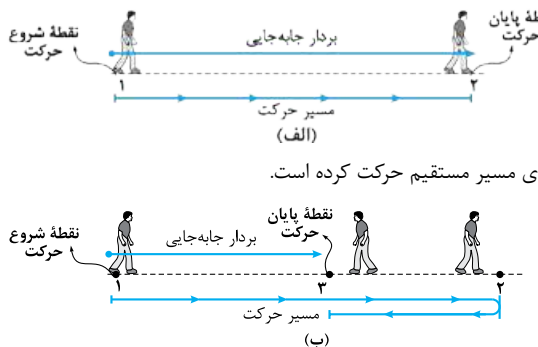 نقطهٔ شروع
حرکت
بردار جابه‌جایی
پایان
حرکت
۱
۲
مسیر حرکت
(الف)
ی مسیر مستقیم حرکت کرده است.
نقطهٔ شروع
حرکت
بردار جابه‌جایی
نقطهٔ پایان
حرکت
۱
۳
۲
مسیر حرکت
(ب)